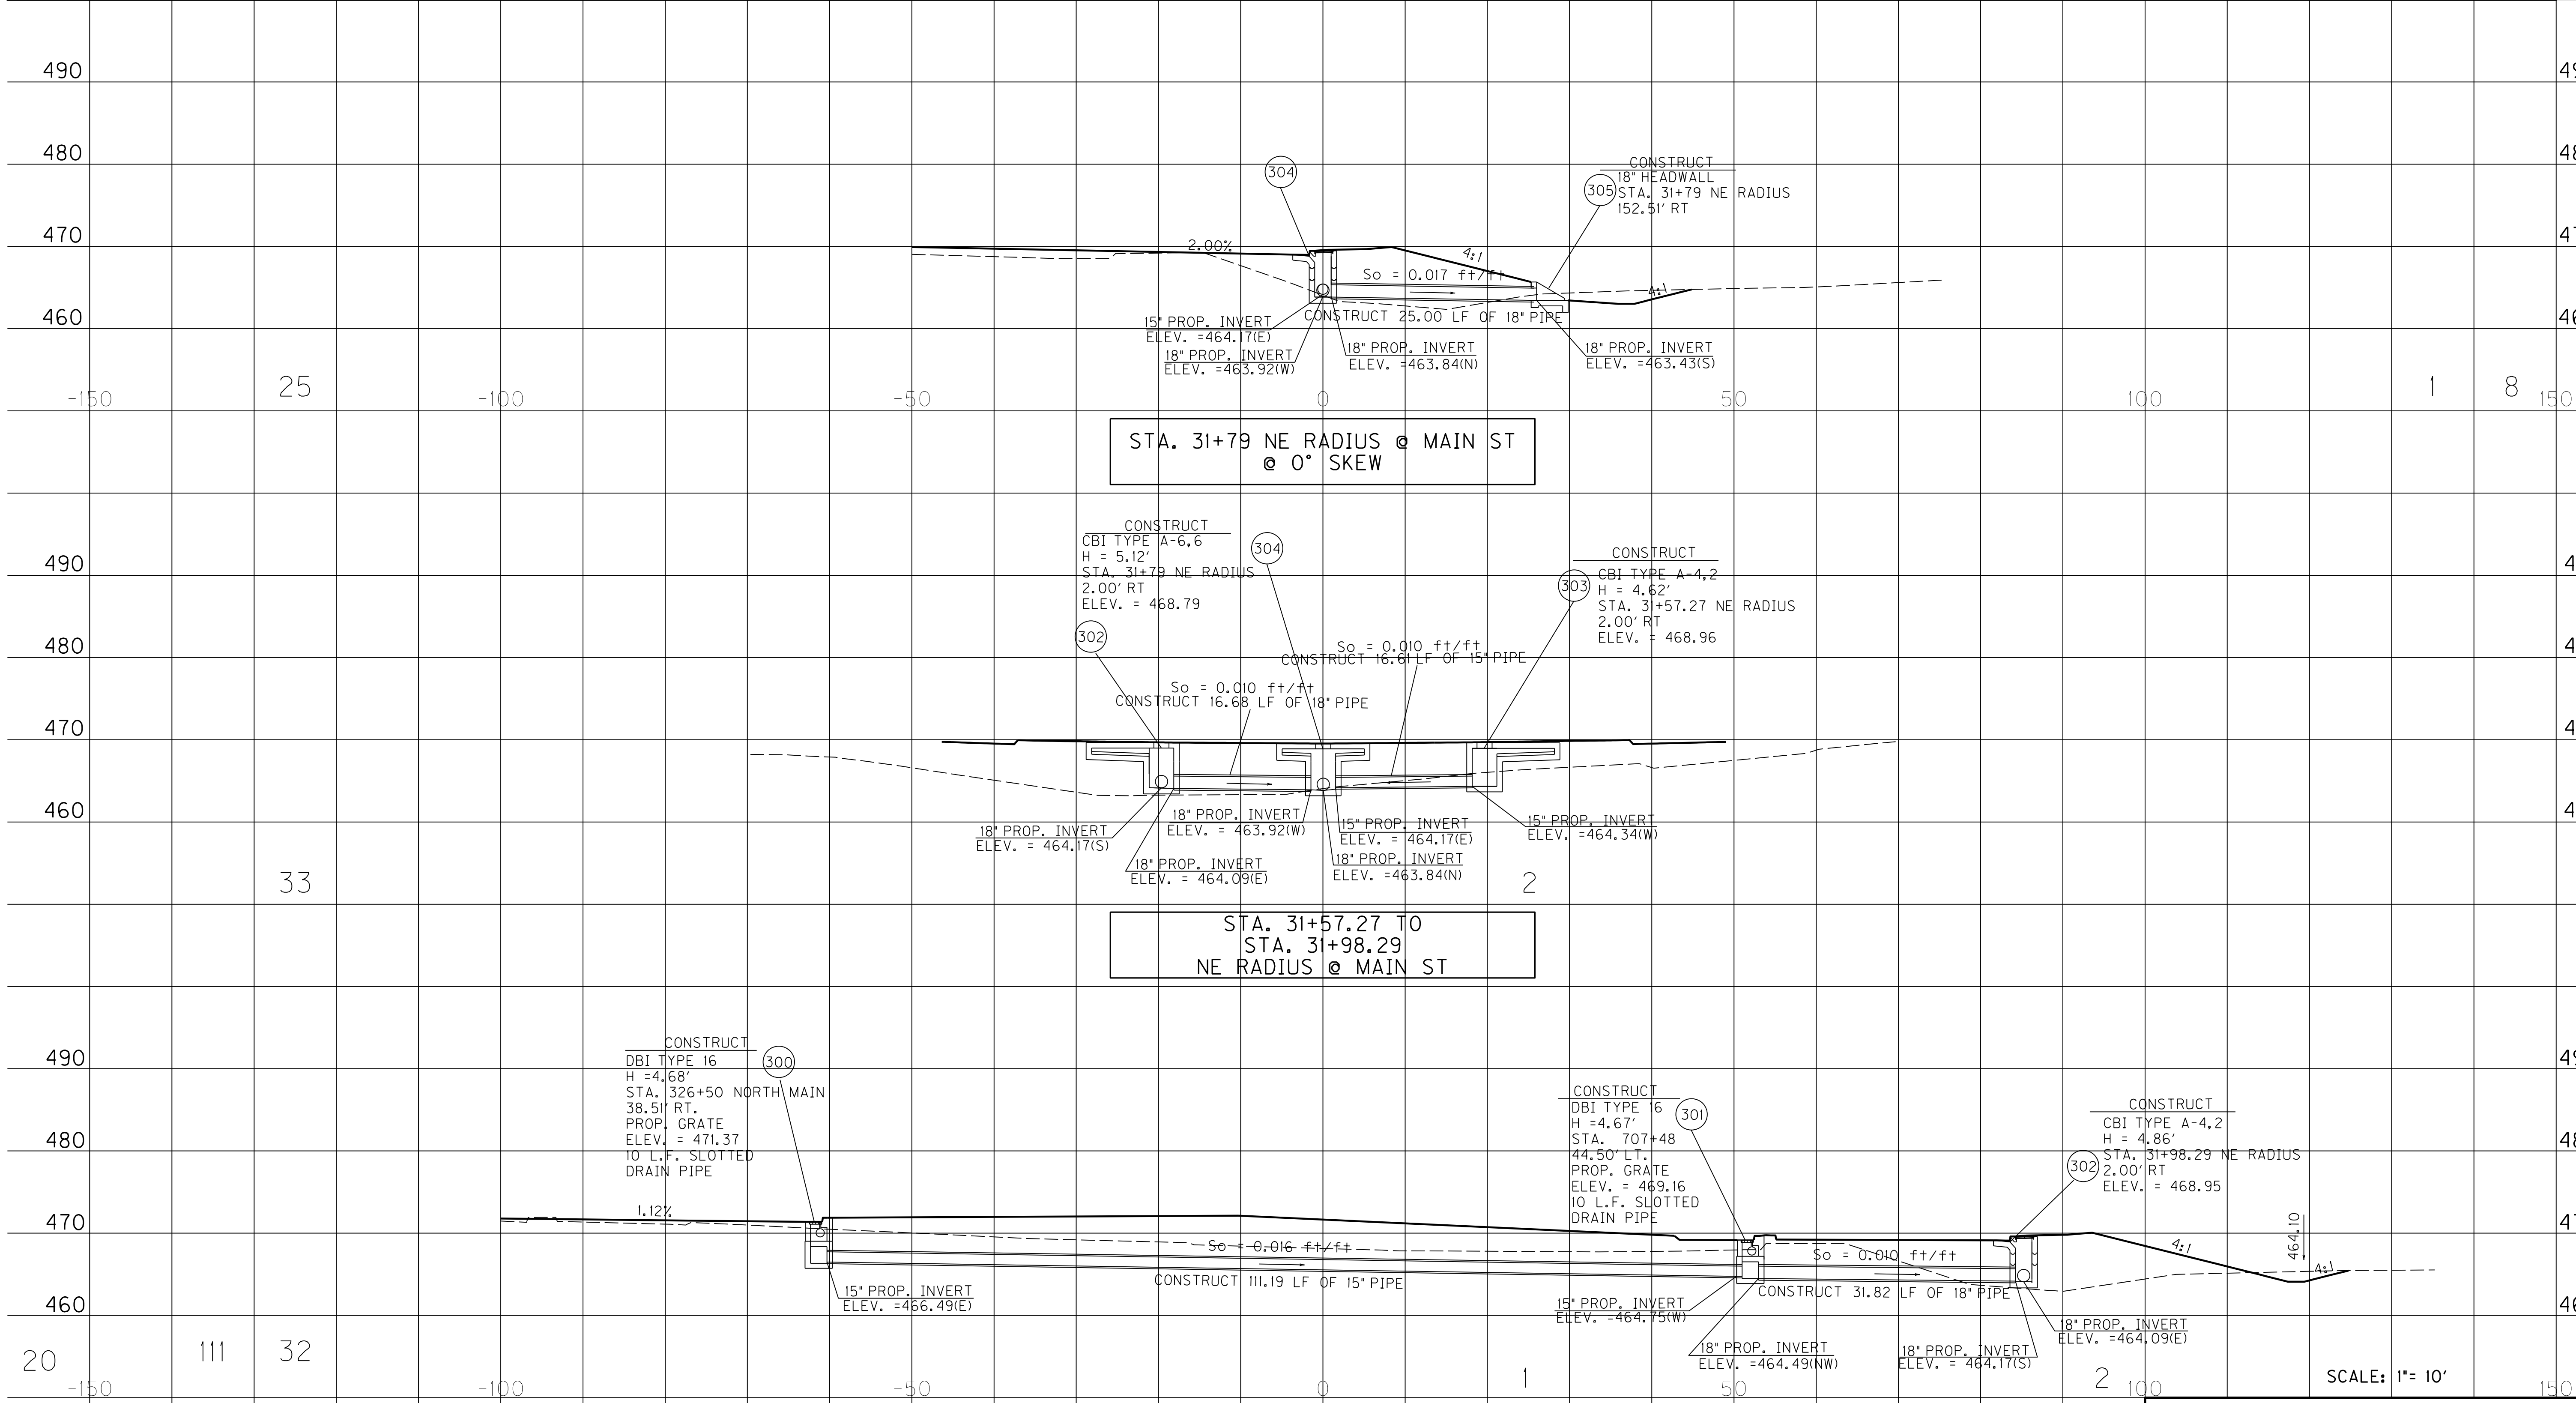 490
480
470
460
304
CONSTRUCT
18" HEADWALL
305
STA. 31+79 NE RADIUS
152.51' RT
2.00%
4:1
So = 0.017 ft/ft
4:1
CONSTRUCT 25.00 LF OF 18" PIPE
15" PROP. INVERT
ELEV. =464.17(E)
18" PROP. INVERT
ELEV. =463.92(W)
18" PROP. INVERT
ELEV. =463.84(N)
18" PROP. INVERT
ELEV. =463.43(S)
25
1
8
-150
-100
-50
0
50
100
150
STA. 31+79 NE RADIUS @ MAIN ST
@ 0° SKEW
490
480
470
460
CONSTRUCT
CBI TYPE A-6,6
H = 5.12'
STA. 31+79 NE RADIUS
2.00' RT
ELEV. = 468.79
304
302
CONSTRUCT
303
CBI TYPE A-4,2
H = 4.62'
STA. 31+57.27 NE RADIUS
2.00' RT
ELEV. = 468.96
So = 0.010 ft/ft
CONSTRUCT 16.61 LF OF 15" PIPE
So = 0.010 ft/ft
CONSTRUCT 16.68 LF OF 18" PIPE
18" PROP. INVERT
ELEV. = 464.17(S)
18" PROP. INVERT
ELEV. = 463.92(W)
18" PROP. INVERT
ELEV. = 464.09(E)
15" PROP. INVERT
ELEV. = 464.17(E)
18" PROP. INVERT
ELEV. =463.84(N)
15" PROP. INVERT
ELEV. =464.34(W)
33
2
STA. 31+57.27 TO
STA. 31+98.29
NE RADIUS @ MAIN ST
490
480
470
460
CONSTRUCT
DBI TYPE 16
300
H =4.68'
STA. 326+50 NORTH MAIN
38.51' RT.
PROP. GRATE
ELEV. = 471.37
10 L.F. SLOTTED
DRAIN PIPE
CONSTRUCT
DBI TYPE 16
301
H =4.67'
STA. 707+48
44.50' LT.
PROP. GRATE
ELEV. = 469.16
10 L.F. SLOTTED
DRAIN PIPE
CONSTRUCT
CBI TYPE A-4,2
H = 4.86'
STA. 31+98.29 NE RADIUS
302
2.00' RT
ELEV. = 468.95
1.12%
So = 0.016 ft/ft
CONSTRUCT 111.19 LF OF 15" PIPE
So = 0.010 ft/ft
CONSTRUCT 31.82 LF OF 18" PIPE
4:1
464.10
4:1
15" PROP. INVERT
ELEV. =466.49(E)
15" PROP. INVERT
ELEV. =464.75(W)
18" PROP. INVERT
ELEV. =464.49(NW)
18" PROP. INVERT
ELEV. = 464.17(S)
18" PROP. INVERT
ELEV. =464.09(E)
20
111
32
1
2
SCALE: 1"= 10'
-150
-100
-50
0
50
100
150